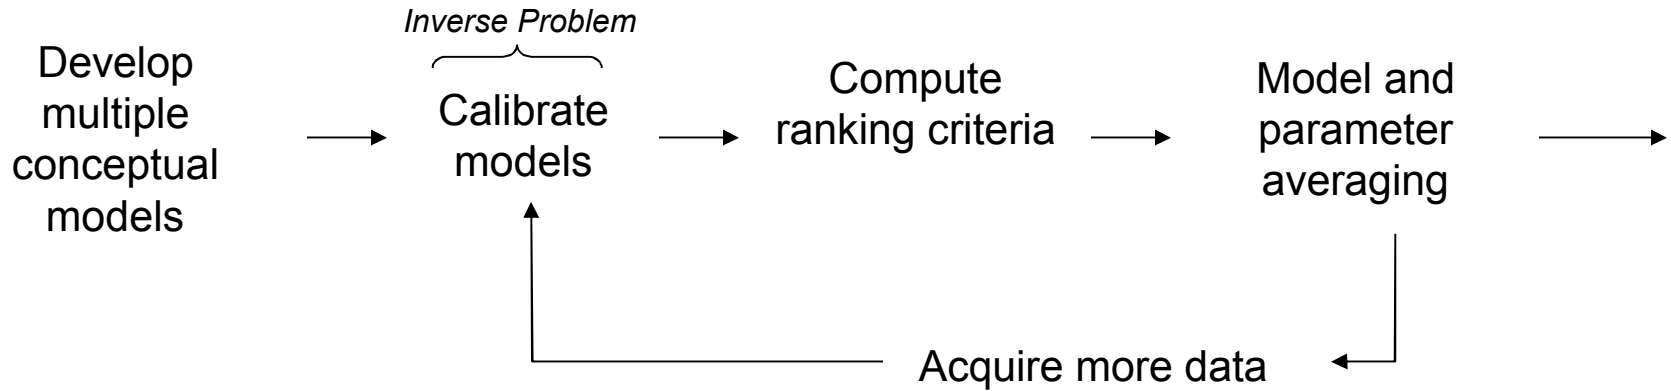 Inverse Problem
Develop
multiple
conceptual
models
Calibrate
models
Compute
ranking criteria
Model and
parameter
averaging
Acquire more data